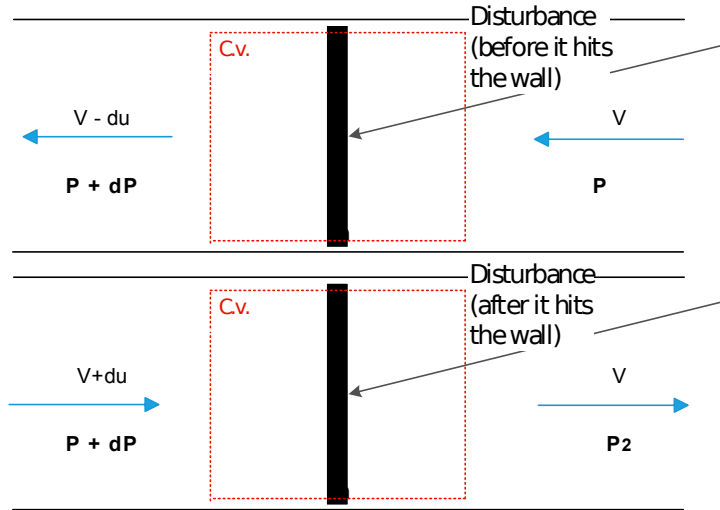 Disturbance
(before it hits
the wall)
C.v.
V - du
V
P + dP
P
Disturbance
(after it hits
the wall)
C.v.
V+du
V
P + dP
P2